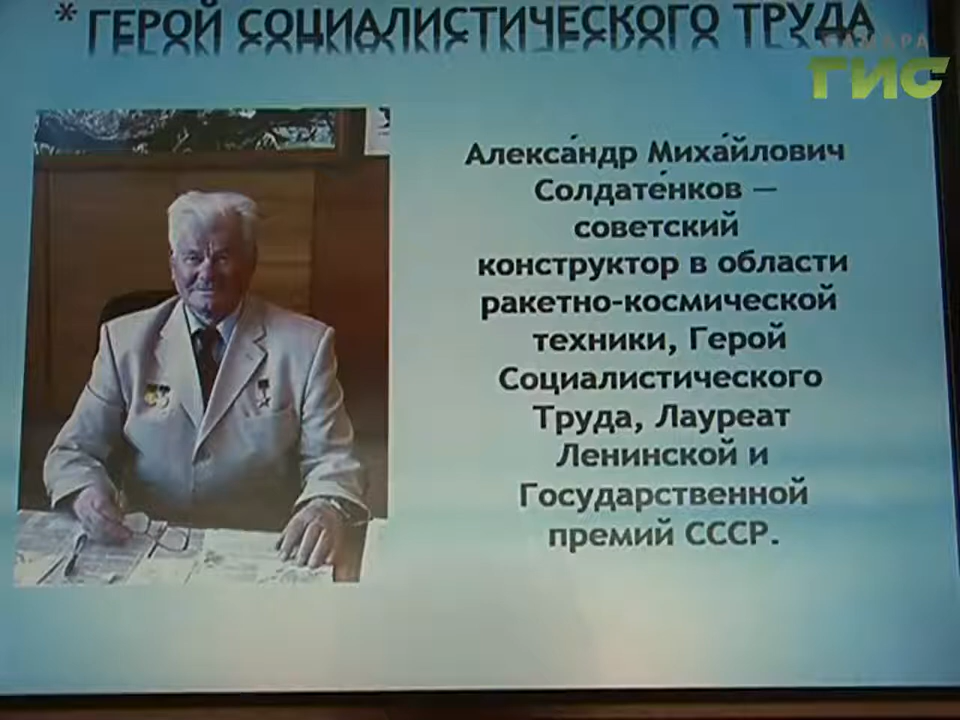 * ГЕРОЙ СОЦИАЛИСТИЧЕСКОГО ТРУДА
САМАРА
ГИС
Алекса́ндр Миха́йлович
Солдате́нков —
советский
конструктор в области
ракетно-космической
техники, Герой
Социалистического
Труда, Лауреат
Ленинской и
Государственной
премий СССР.